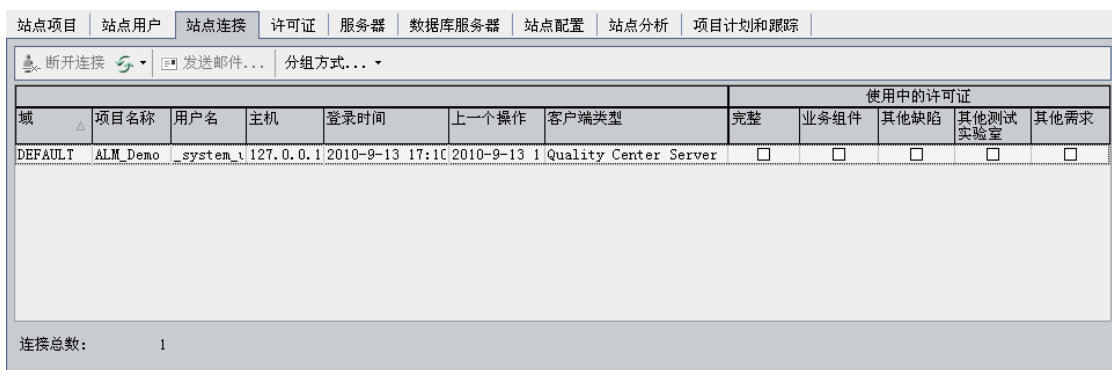 站点项目 站点用户 站点连接 许可证 服务器 数据库服务器 站点配置 站点分析 项目计划和跟踪
断开连接 发送邮件... 分组方式...
使用中的许可证
域 项目名称 用户名 主机 登录时间 上一个操作 客户端类型 完整 业务组件 其他缺陷 其他测试实验室 其他需求
DEFAULT ALM_Demo _system_ 127.0.0.1 2010-9-13 17:10 2010-9-13 1 Quality Center Server
连接总数: 1